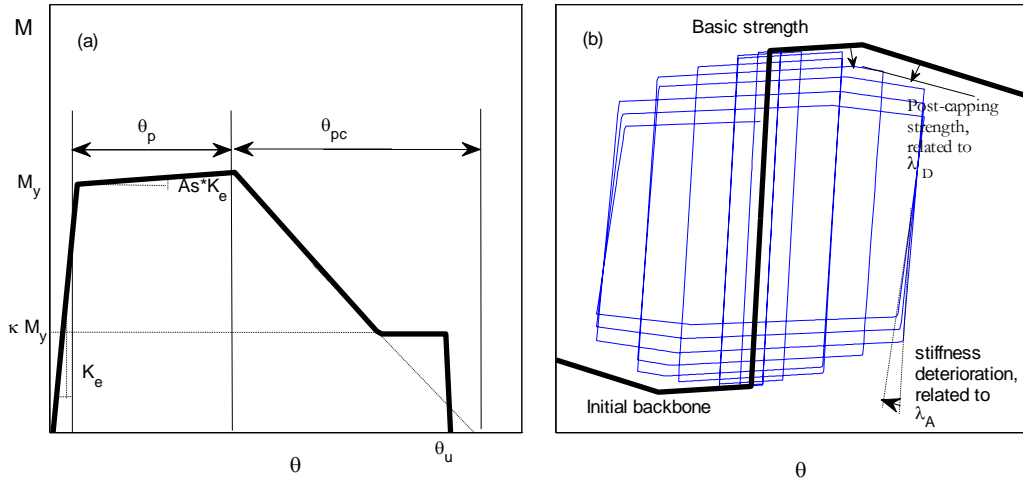 M
(a)
θp
θpc
My
As*Ke
κ My
Ke
θu
θ
(b)
Basic strength
Post-capping
strength,
related to
λD
stiffness
deterioration,
related to
λA
Initial backbone
θ